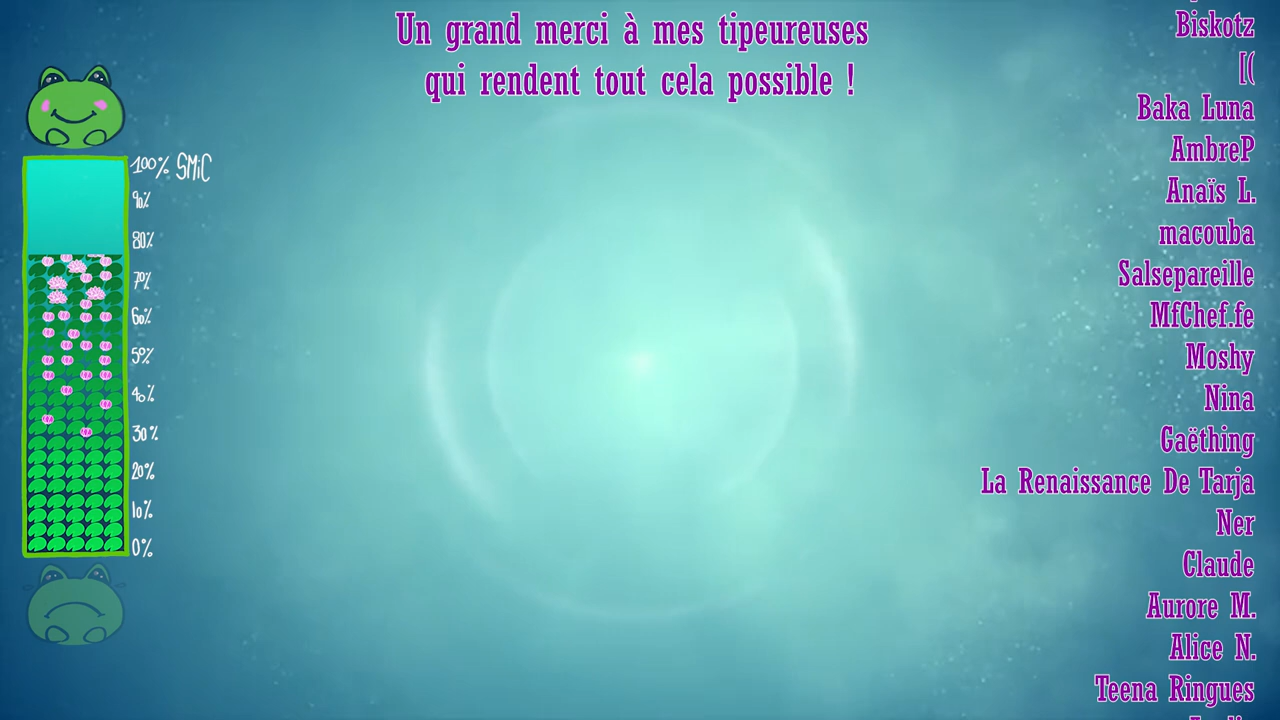 Un grand merci à mes tipeureuses
qui rendent tout cela possible !
100% SMiC
90%
80%
70%
60%
50%
40%
30%
20%
10%
0%
Biskotz
[(
Baka Luna
AmbreP
Anaïs L.
macouba
Salsepareille
MfChef.fe
Moshy
Nina
Gaëthing
La Renaissance De Tarja
Ner
Claude
Aurore M.
Alice N.
Teena Ringues